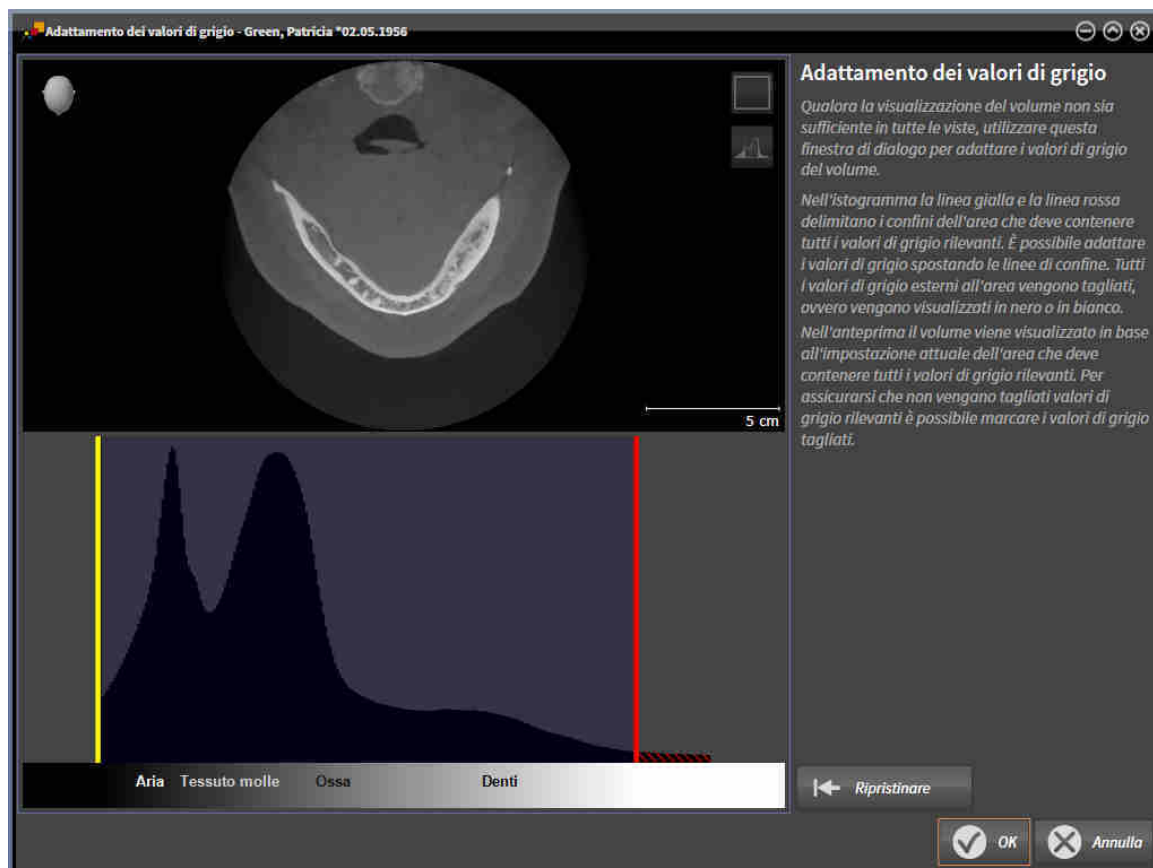 Adattamento dei valori di grigio - Green, Patricia *02.05.1956
Adattamento dei valori di grigio
Qualora la visualizzazione del volume non sia
sufficiente in tutte le viste, utilizzare questa
finestra di dialogo per adattare i valori di grigio
del volume.
Nell'istogramma la linea gialla e la linea rossa
delimitano i confini dell'area che deve contenere
tutti i valori di grigio rilevanti. È possibile adattare
i valori di grigio spostando le linee di confine. Tutti
i valori di grigio esterni all'area vengono tagliati,
ovvero vengono visualizzati in nero o in bianco.
Nell'anteprima il volume viene visualizzato in base
all'impostazione attuale dell'area che deve
contenere tutti i valori di grigio rilevanti. Per
assicurarsi che non vengano tagliati valori di
grigio rilevanti è possibile marcare i valori di grigio
tagliati.
5 cm
Aria Tessuto molle Ossa Denti
Ripristinare
OK Annulla